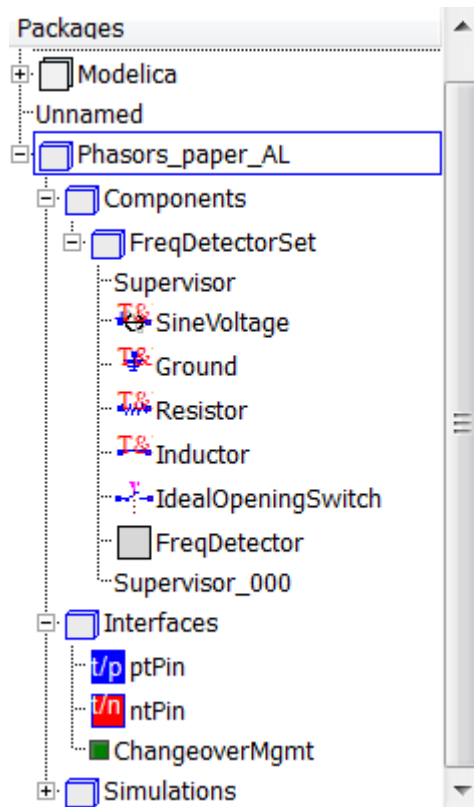 Packages
Modelica
Unnamed
Phasors_paper_AL
Components
FreqDetectorSet
Supervisor
T& SineVoltage
T& Ground
T& Resistor
T& Inductor
IdealOpeningSwitch
FreqDetector
Supervisor_000
Interfaces
t/p ptPin
t/n ntPin
ChangeoverMgmt
Simulations